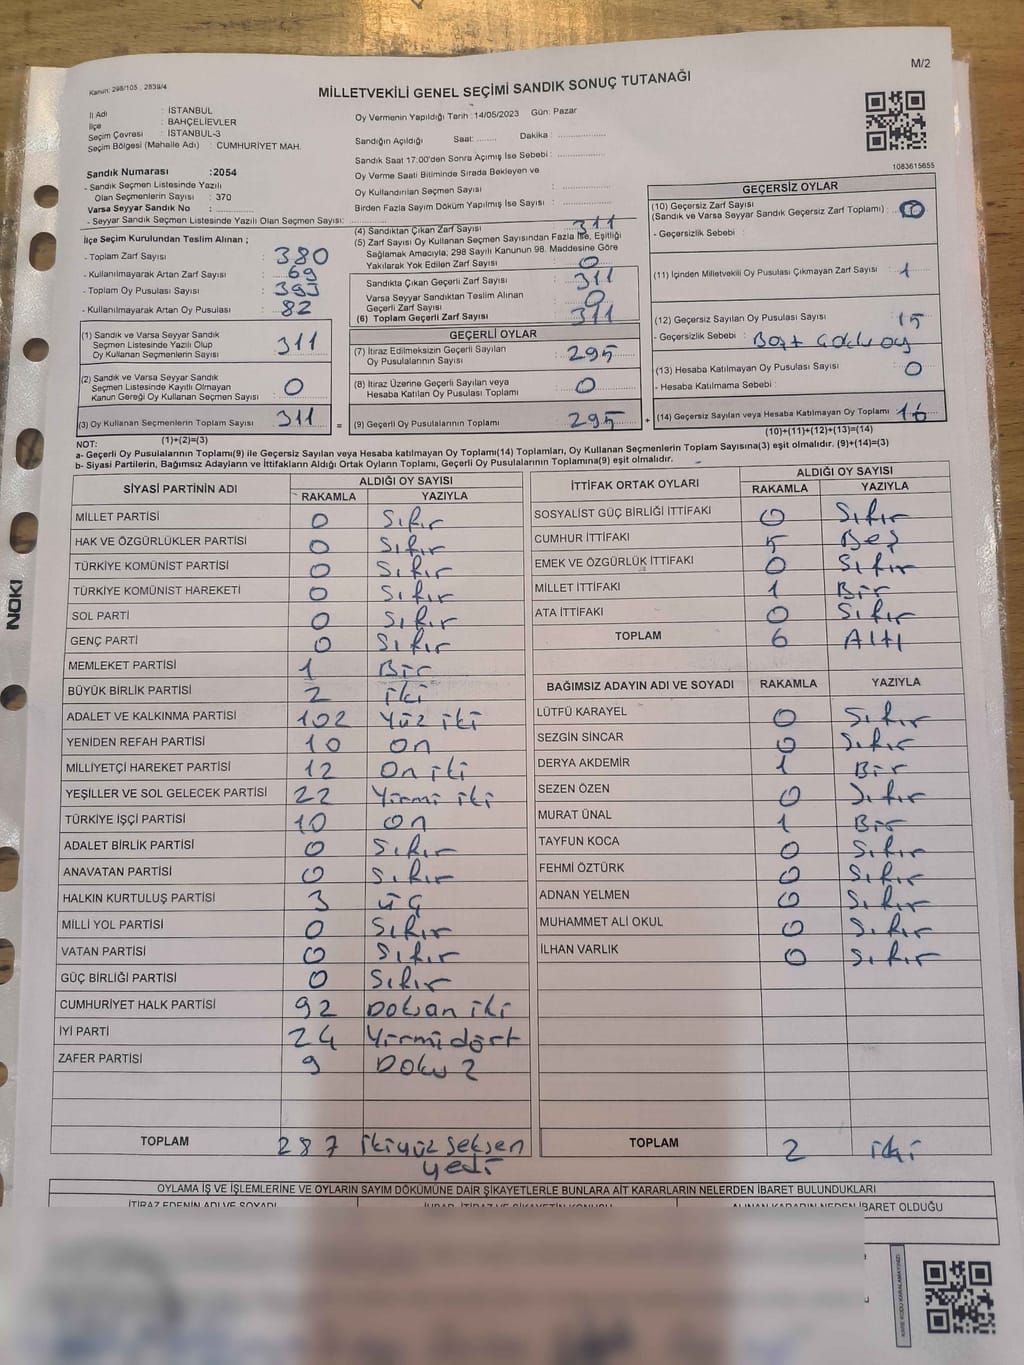 M/2
Kanun: 298/105 , 2839/4
MİLLETVEKİLİ GENEL SEÇİMİ SANDIK SONUÇ TUTANAĞI
İl Adı : İSTANBUL
İlçe : BAHÇELİEVLER
Seçim Çevresi : İSTANBUL-3
Seçim Bölgesi (Mahalle Adı) : CUMHURİYET MAH.
Sandık Numarası :2054
- Sandık Seçmen Listesinde Yazılı
Olan Seçmenlerin Sayısı : 370
Varsa Seyyar Sandık No :
- Seyyar Sandık Seçmen Listesinde Yazılı Olan Seçmen Sayısı:
Oy Vermenin Yapıldığı Tarih :14/05/2023 Gün: Pazar
Sandığın Açıldığı Saat: ....... Dakika :
Sandık Saat 17:00'den Sonra Açımış İse Sebebi :
Oy Verme Saati Bitiminde Sırada Bekleyen ve
Oy Kullandırılan Seçmen Sayısı :
Birden Fazla Sayım Döküm Yapılmış İse Sayısı :
1083615655
İlçe Seçim Kurulundan Teslim Alınan ;
- Toplam Zarf Sayısı : 380
- Kullanılmayarak Artan Zarf Sayısı : 69
- Toplam Oy Pusulası Sayısı : 393
- Kullanılmayarak Artan Oy Pusulası : 82
(1) Sandık ve Varsa Seyyar Sandık
Seçmen Listesinde Yazılı Olup
Oy Kullanan Seçmenlerin Sayısı : 311
(2) Sandık ve Varsa Seyyar Sandık
Seçmen Listesinde Kayıtlı Olmayan
Kanun Gereği Oy Kullanan Seçmen Sayısı : 0
(3) Oy Kullanan Seçmenlerin Toplam Sayısı : 311
(1)+(2)=(3)
(4) Sandıktan Çıkan Zarf Sayısı : 311
(5) Zarf Sayısı Oy Kullanan Seçmen Sayısından Fazla İse, Eşitliği
Sağlamak Amacıyla, 298 Sayılı Kanunun 98. Maddesine Göre
Yakılarak Yok Edilen Zarf Sayısı : 0
Sandıkta Çıkan Geçerli Zarf Sayısı : 311
Varsa Seyyar Sandıktan Teslim Alınan
Geçerli Zarf Sayısı : 0
(6) Toplam Geçerli Zarf Sayısı : 311
GEÇERLİ OYLAR
(7) İtiraz Edilmeksizin Geçerli Sayılan
Oy Pusulalarının Sayısı : 295
(8) İtiraz Üzerine Geçerli Sayılan veya
Hesaba Katılan Oy Pusulası Toplamı : 0
= (9) Geçerli Oy Pusulalarının Toplamı : 295
GEÇERSİZ OYLAR
(10) Geçersiz Zarf Sayısı
(Sandık ve Varsa Seyyar Sandık Geçersiz Zarf Toplamı) : 0
- Geçersizlik Sebebi :
(11) İçinden Milletvekili Oy Pusulası Çıkmayan Zarf Sayısı : 1
(12) Geçersiz Sayılan Oy Pusulası Sayısı : 15
- Geçersizlik Sebebi : Boş +
(13) Hesaba Katılmayan Oy Pusulası Sayısı : 0
- Hesaba Katılmama Sebebi :
+ (14) Geçersiz Sayılan veya Hesaba Katılmayan Oy Toplamı : 16
(10)+(11)+(12)+(13)=(14)
NOT:
a- Geçerli Oy Pusulalarının Toplamı(9) ile Geçersiz Sayılan veya Hesaba katılmayan Oy Toplamı(14) Toplamları, Oy Kullanan Seçmenlerin Toplam Sayısına(3) eşit olmalıdır. (9)+(14)=(3)
b- Siyasi Partilerin, Bağımsız Adayların ve İttifakların Aldığı Ortak Oyların Toplamı, Geçerli Oy Pusulalarının Toplamına(9) eşit olmalıdır.
SİYASİ PARTİNİN ADI ALDIĞI OY SAYISI
RAKAMLA YAZIYLA
MİLLET PARTİSİ 0 Sıfır
HAK VE ÖZGÜRLÜKLER PARTİSİ 0 Sıfır
TÜRKİYE KOMÜNİST PARTİSİ 0 Sıfır
TÜRKİYE KOMÜNİST HAREKETİ 0 Sıfır
SOL PARTİ 0 Sıfır
GENÇ PARTİ 0 Sıfır
MEMLEKET PARTİSİ 1 Bir
BÜYÜK BİRLİK PARTİSİ 2 iki
ADALET VE KALKINMA PARTİSİ 102 Yüz iki
YENİDEN REFAH PARTİSİ 10 On
MİLLİYETÇİ HAREKET PARTİSİ 12 On iki
YEŞİLLER VE SOL GELECEK PARTİSİ 22 Yirmi iki
TÜRKİYE İŞÇİ PARTİSİ 10 On
ADALET BİRLİK PARTİSİ 0 Sıfır
ANAVATAN PARTİSİ 0 Sıfır
HALKIN KURTULUŞ PARTİSİ 3 üç
MİLLİ YOL PARTİSİ 0 Sıfır
VATAN PARTİSİ 0 Sıfır
GÜÇ BİRLİĞİ PARTİSİ 0 Sıfır
CUMHURİYET HALK PARTİSİ 92 Doksan iki
İYİ PARTİ 24 Yirmi dört
ZAFER PARTİSİ 9 Dokuz
TOPLAM 287 ikiyüz seksen
yedi
İTTİFAK ORTAK OYLARI ALDIĞI OY SAYISI
RAKAMLA YAZIYLA
SOSYALİST GÜÇ BİRLİĞİ İTTİFAKI 0 Sıfır
CUMHUR İTTİFAKI 5 Beş
EMEK VE ÖZGÜRLÜK İTTİFAKI 0 Sıfır
MİLLET İTTİFAKI 1 Bir
ATA İTTİFAKI 0 Sıfır
TOPLAM 6 Altı
BAĞIMSIZ ADAYIN ADI VE SOYADI RAKAMLA YAZIYLA
LÜTFÜ KARAYEL 0 Sıfır
SEZGİN SİNCAR 0 Sıfır
DERYA AKDEMİR 1 Bir
SEZEN ÖZEN 0 Sıfır
MURAT ÜNAL 1 Bir
TAYFUN KOCA 0 Sıfır
FEHMİ ÖZTÜRK 0 Sıfır
ADNAN YELMEN 0 Sıfır
MUHAMMET ALİ OKUL 0 Sıfır
İLHAN VARLIK 0 Sıfır
TOPLAM 2 iki
OYLAMA İŞ VE İŞLEMLERİNE VE OYLARIN SAYIM DÖKÜMÜNE DAİR ŞİKAYETLERLE BUNLARA AİT KARARLARIN NELERDEN İBARET BULUNDUKLARI
İTİRAZ EDENİN ADI VE SOYADI
ALINAN KARARIN NEDEN İBARET OLDUĞU
KARE KODU KARALAMAYINIZ!
NOKI